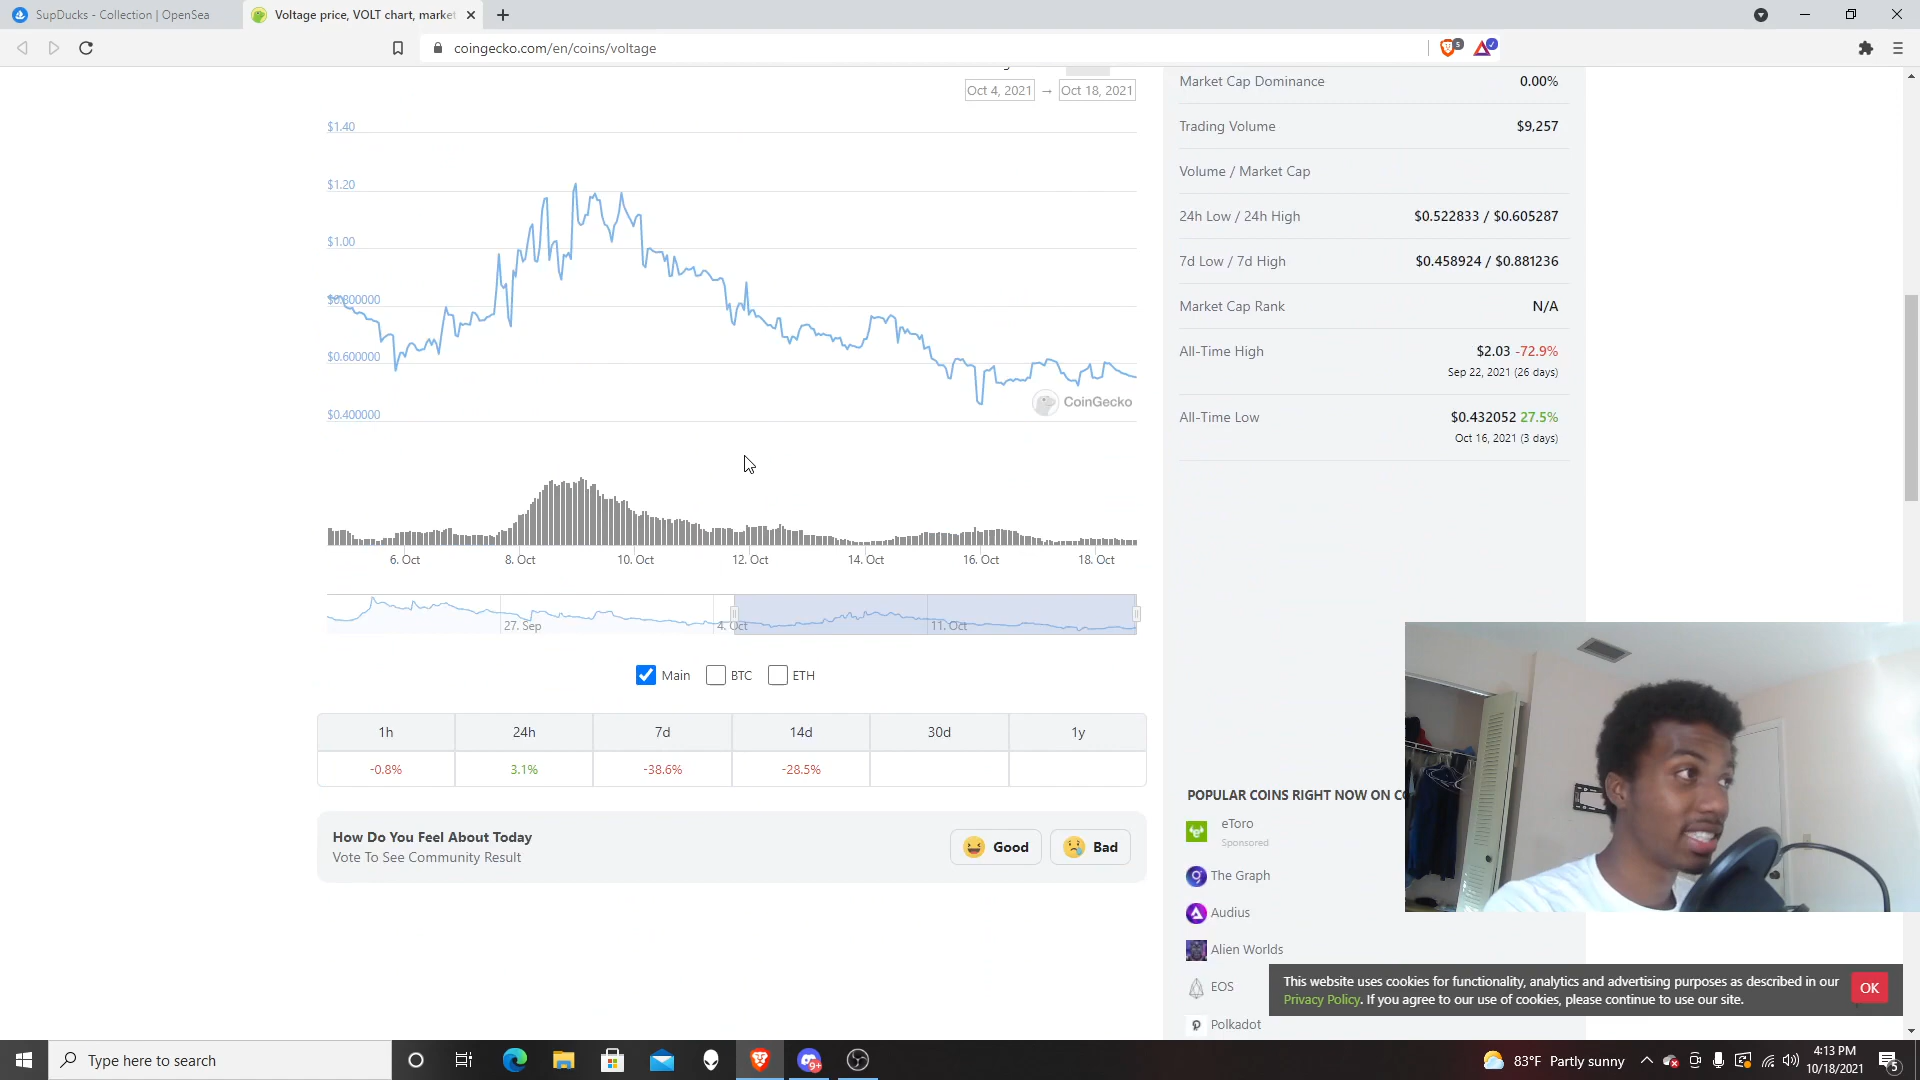 SupDucks - Collection | OpenSea
Voltage price, VOLT chart, market
coingecko.com/en/coins/voltage
5
Oct 4, 2021 → Oct 18, 2021
$1.40
$1.20
$1.00
$0.800000
$0.600000
$0.400000
CoinGecko
6. Oct 8. Oct 10. Oct 12. Oct 14. Oct 16. Oct 18. Oct
27. Sep 4. Oct 11. Oct
Main BTC ETH
1h 24h 7d 14d 30d 1y
-0.8% 3.1% -38.6% -28.5%
How Do You Feel About Today
Vote To See Community Result
Good Bad
Market Cap Dominance 0.00%
Trading Volume $9,257
Volume / Market Cap
24h Low / 24h High $0.522833 / $0.605287
7d Low / 7d High $0.458924 / $0.881236
Market Cap Rank N/A
All-Time High $2.03 -72.9%
Sep 22, 2021 (26 days)
All-Time Low $0.432052 27.5%
Oct 16, 2021 (3 days)
POPULAR COINS RIGHT NOW ON
eToro
Sponsored
The Graph
Audius
Alien Worlds
EOS
Polkadot
This website uses cookies for functionality, analytics and advertising purposes as described in our
Privacy Policy. If you agree to our use of cookies, please continue to use our site.
OK
Type here to search
9+
83°F Partly sunny
4:13 PM
10/18/2021
5